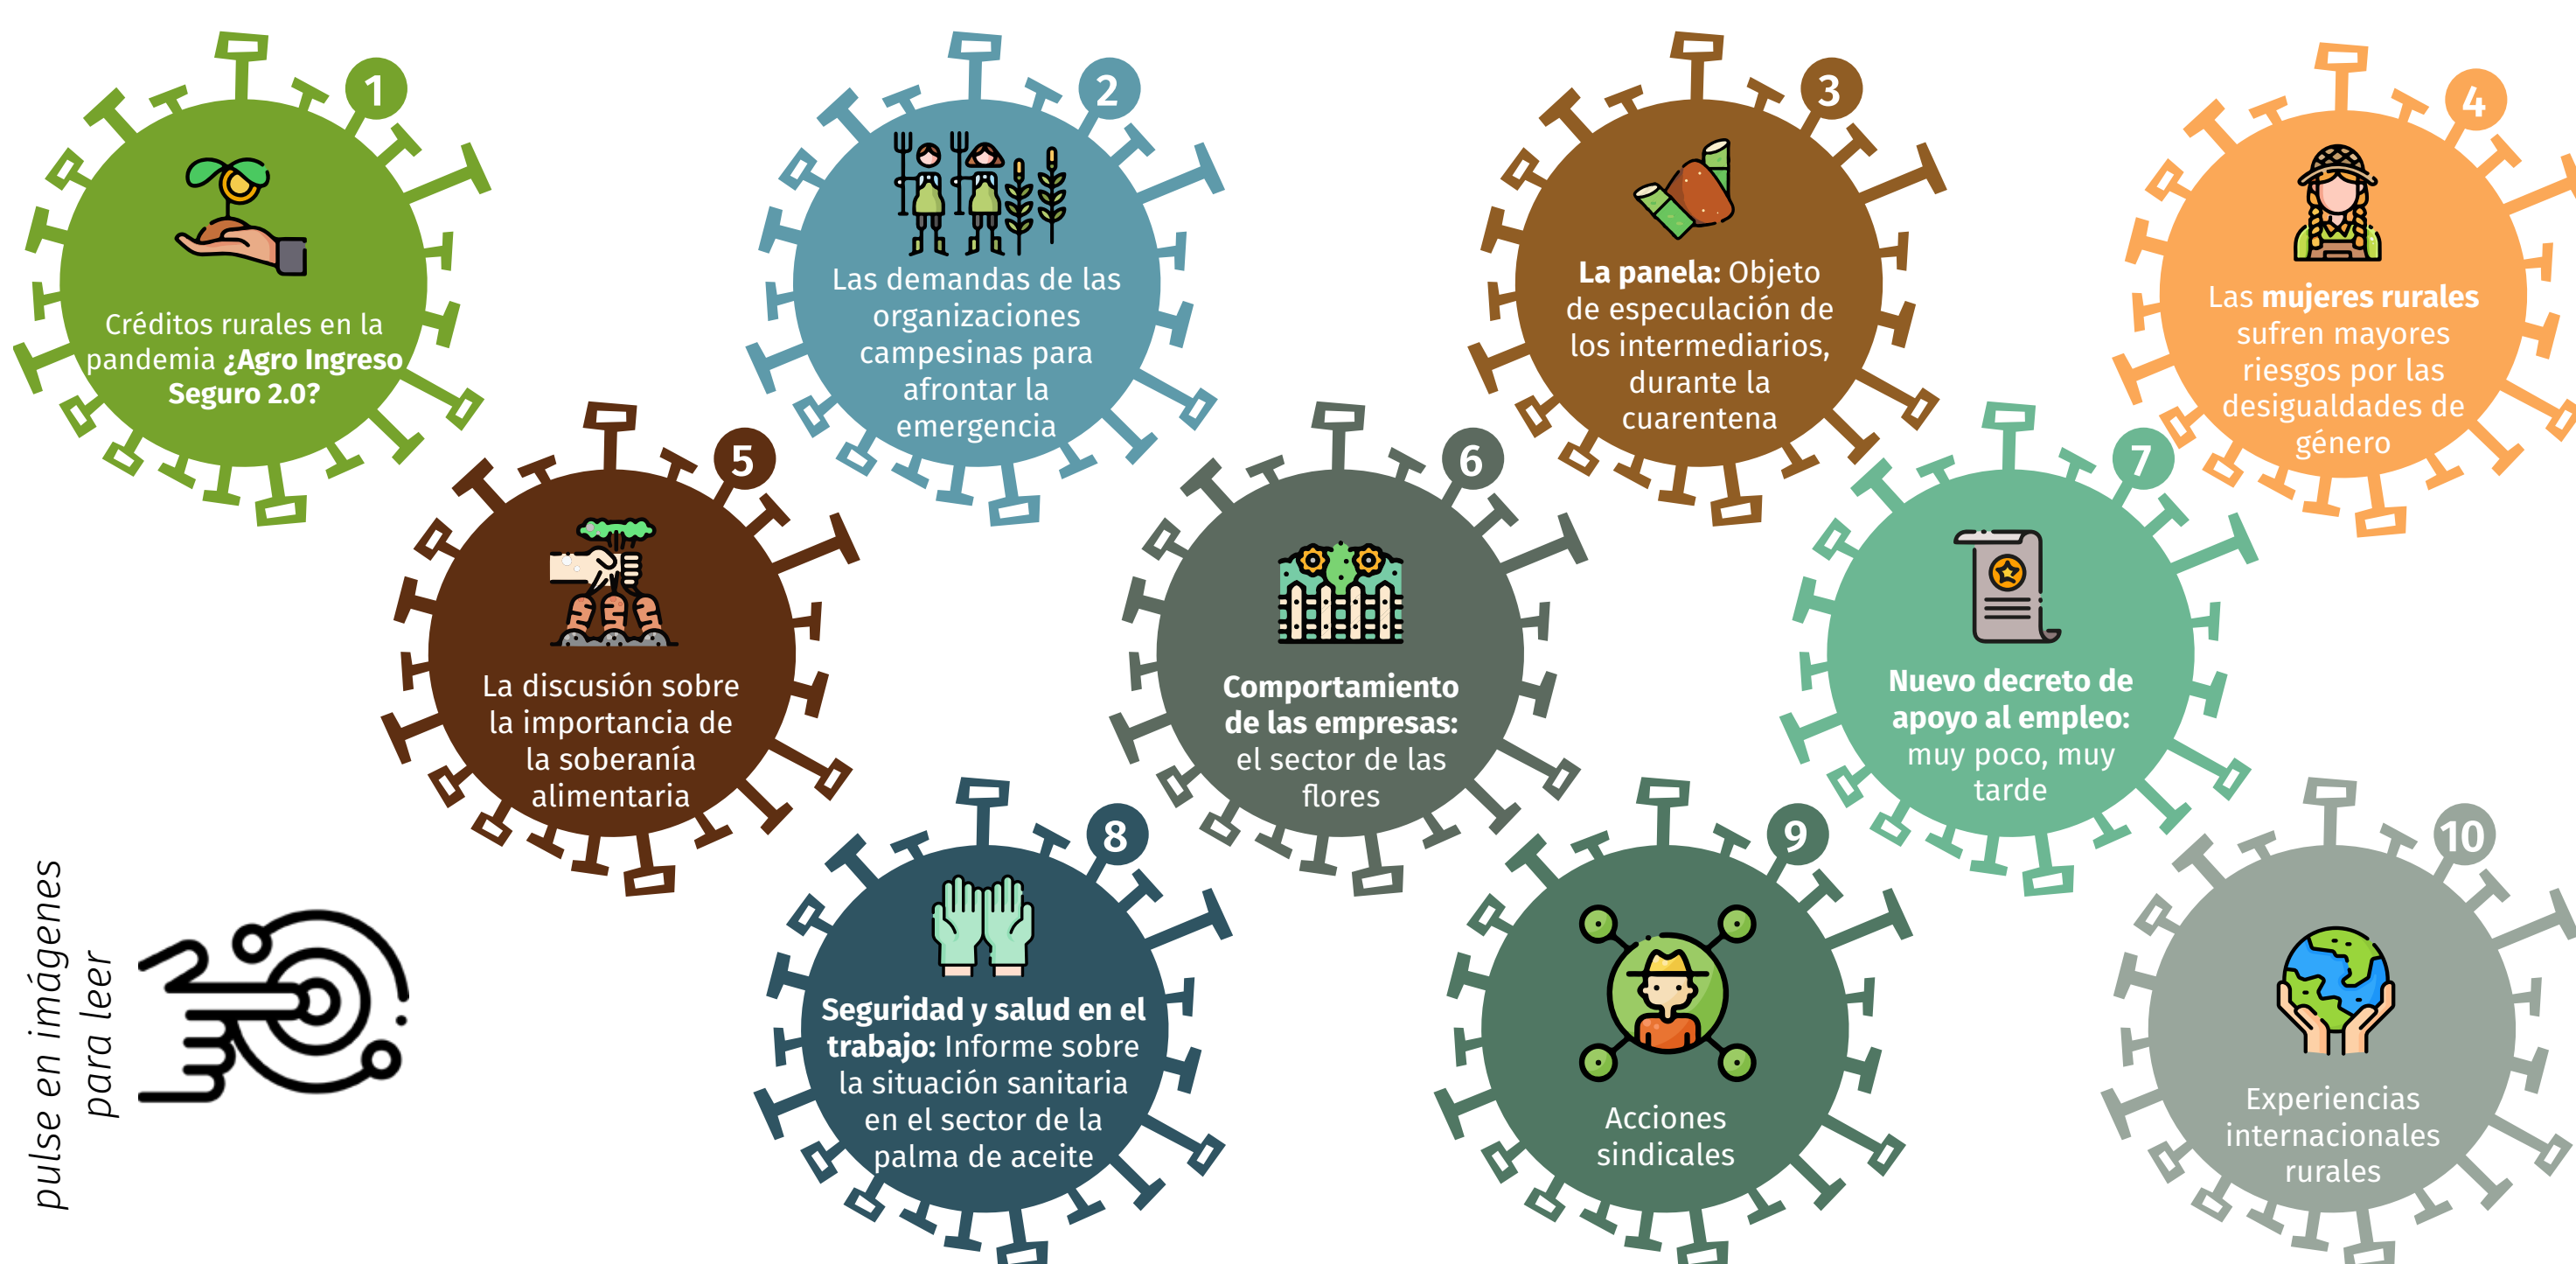 1
Créditos rurales en la
pandemia ¿Agro Ingreso
Seguro 2.0?
2
Las demandas de las
organizaciones
campesinas para
afrontar la
emergencia
3
La panela: Objeto
de especulación de
los intermediarios,
durante la
cuarentena
4
Las mujeres rurales
sufren mayores
riesgos por las
desigualdades de
género
5
La discusión sobre
la importancia de
la soberanía
alimentaria
6
Comportamiento
de las empresas:
el sector de las
flores
7
Nuevo decreto de
apoyo al empleo:
muy poco, muy
tarde
8
Seguridad y salud en el
trabajo: Informe sobre
la situación sanitaria
en el sector de la
palma de aceite
9
Acciones
sindicales
10
Experiencias
internacionales
rurales
pulse en imágenes
para leer